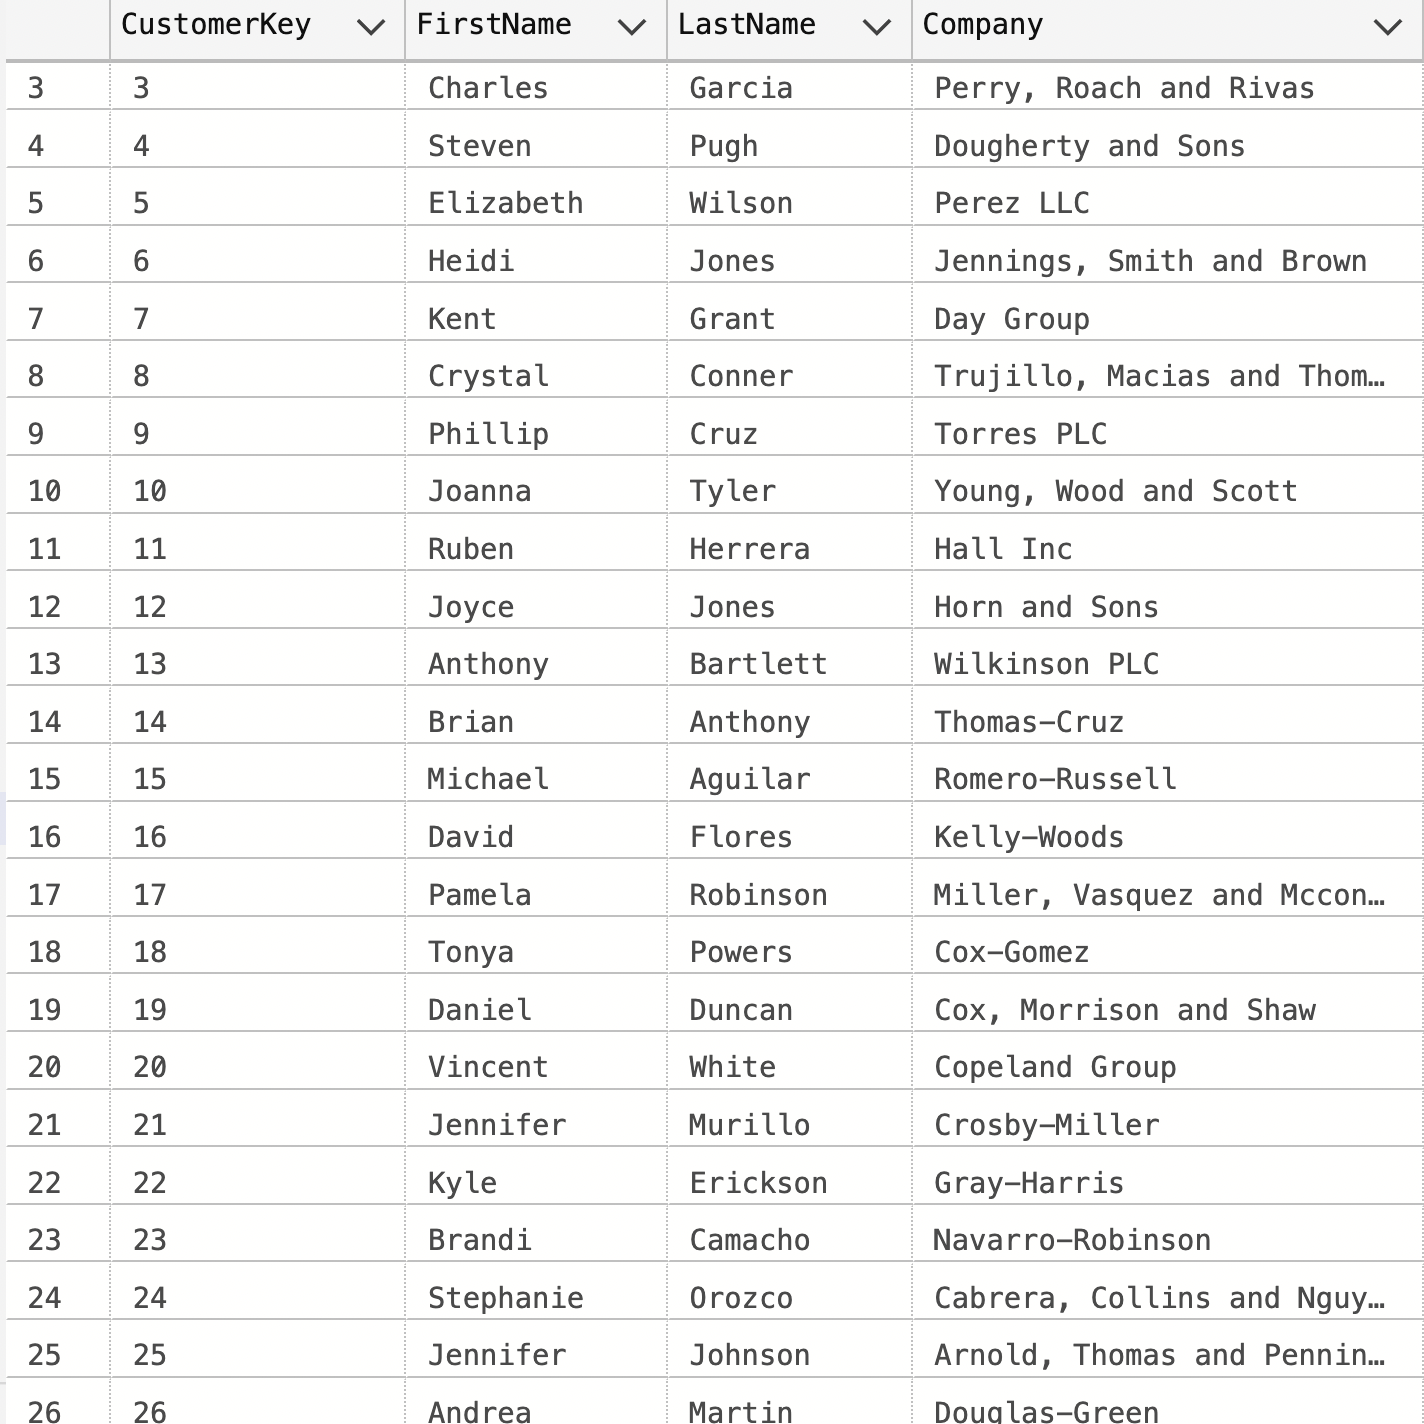 CustomerKey FirstName LastName Company
3 3 Charles Garcia Perry, Roach and Rivas
4 4 Steven Pugh Dougherty and Sons
5 5 Elizabeth Wilson Perez LLC
6 6 Heidi Jones Jennings, Smith and Brown
7 7 Kent Grant Day Group
8 8 Crystal Conner Trujillo, Macias and Thom…
9 9 Phillip Cruz Torres PLC
10 10 Joanna Tyler Young, Wood and Scott
11 11 Ruben Herrera Hall Inc
12 12 Joyce Jones Horn and Sons
13 13 Anthony Bartlett Wilkinson PLC
14 14 Brian Anthony Thomas-Cruz
15 15 Michael Aguilar Romero-Russell
16 16 David Flores Kelly-Woods
17 17 Pamela Robinson Miller, Vasquez and Mccon…
18 18 Tonya Powers Cox-Gomez
19 19 Daniel Duncan Cox, Morrison and Shaw
20 20 Vincent White Copeland Group
21 21 Jennifer Murillo Crosby-Miller
22 22 Kyle Erickson Gray-Harris
23 23 Brandi Camacho Navarro-Robinson
24 24 Stephanie Orozco Cabrera, Collins and Nguy…
25 25 Jennifer Johnson Arnold, Thomas and Pennin…
26 26 Andrea Martin Douglas-Green